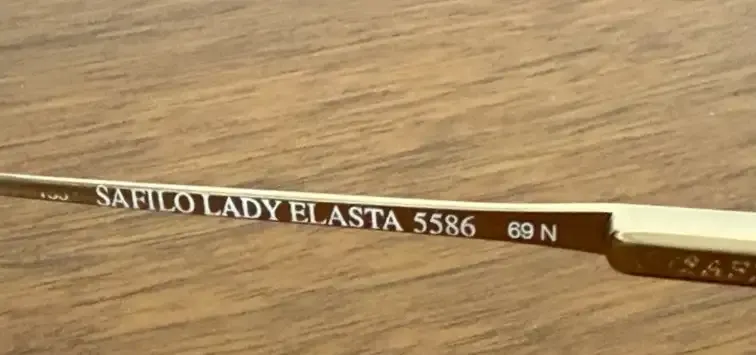 SAFILO LADY ELASTA 5586 69 N